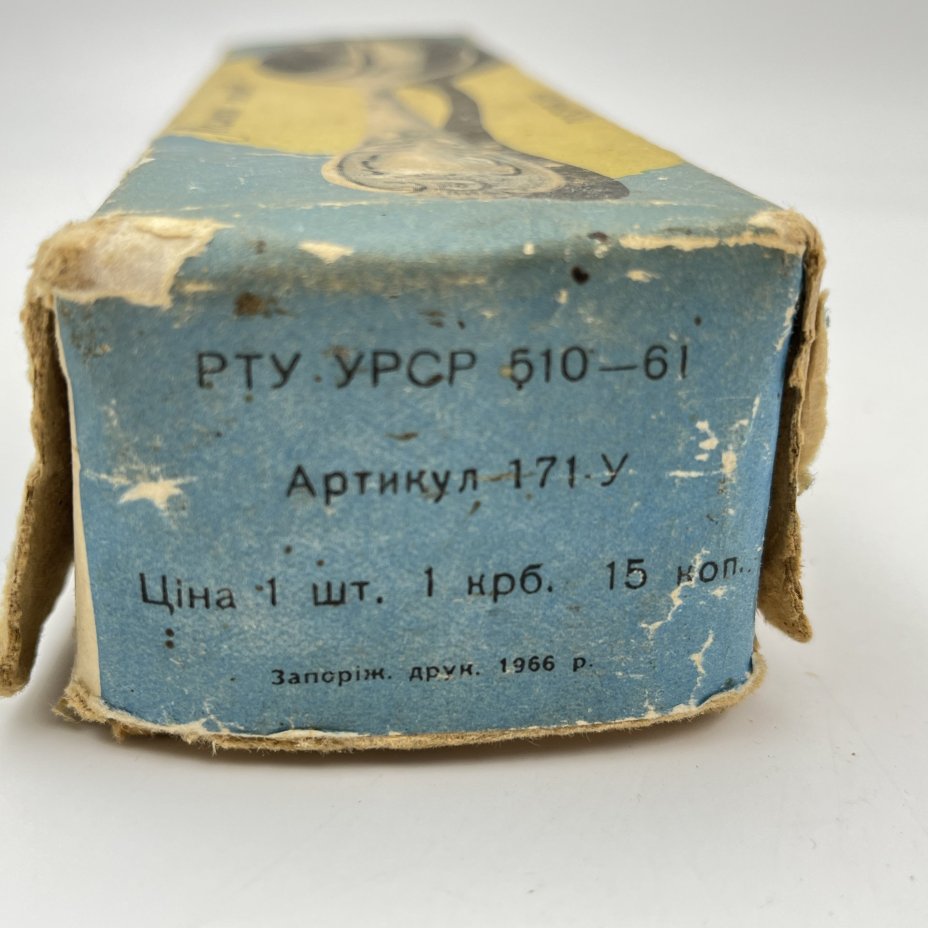 РТУ УРСР 510—61
Артикул 171 У
Ціна 1 шт. 1 крб. 15 коп.
Запоріж. друк. 1966 р.